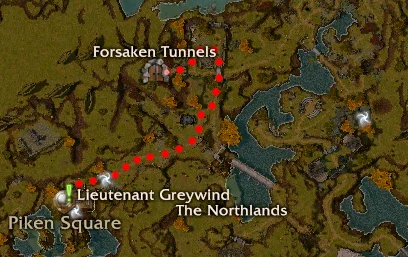 Forsaken Tunnels
Lieutenant Greywind
The Northlands
Piken Square